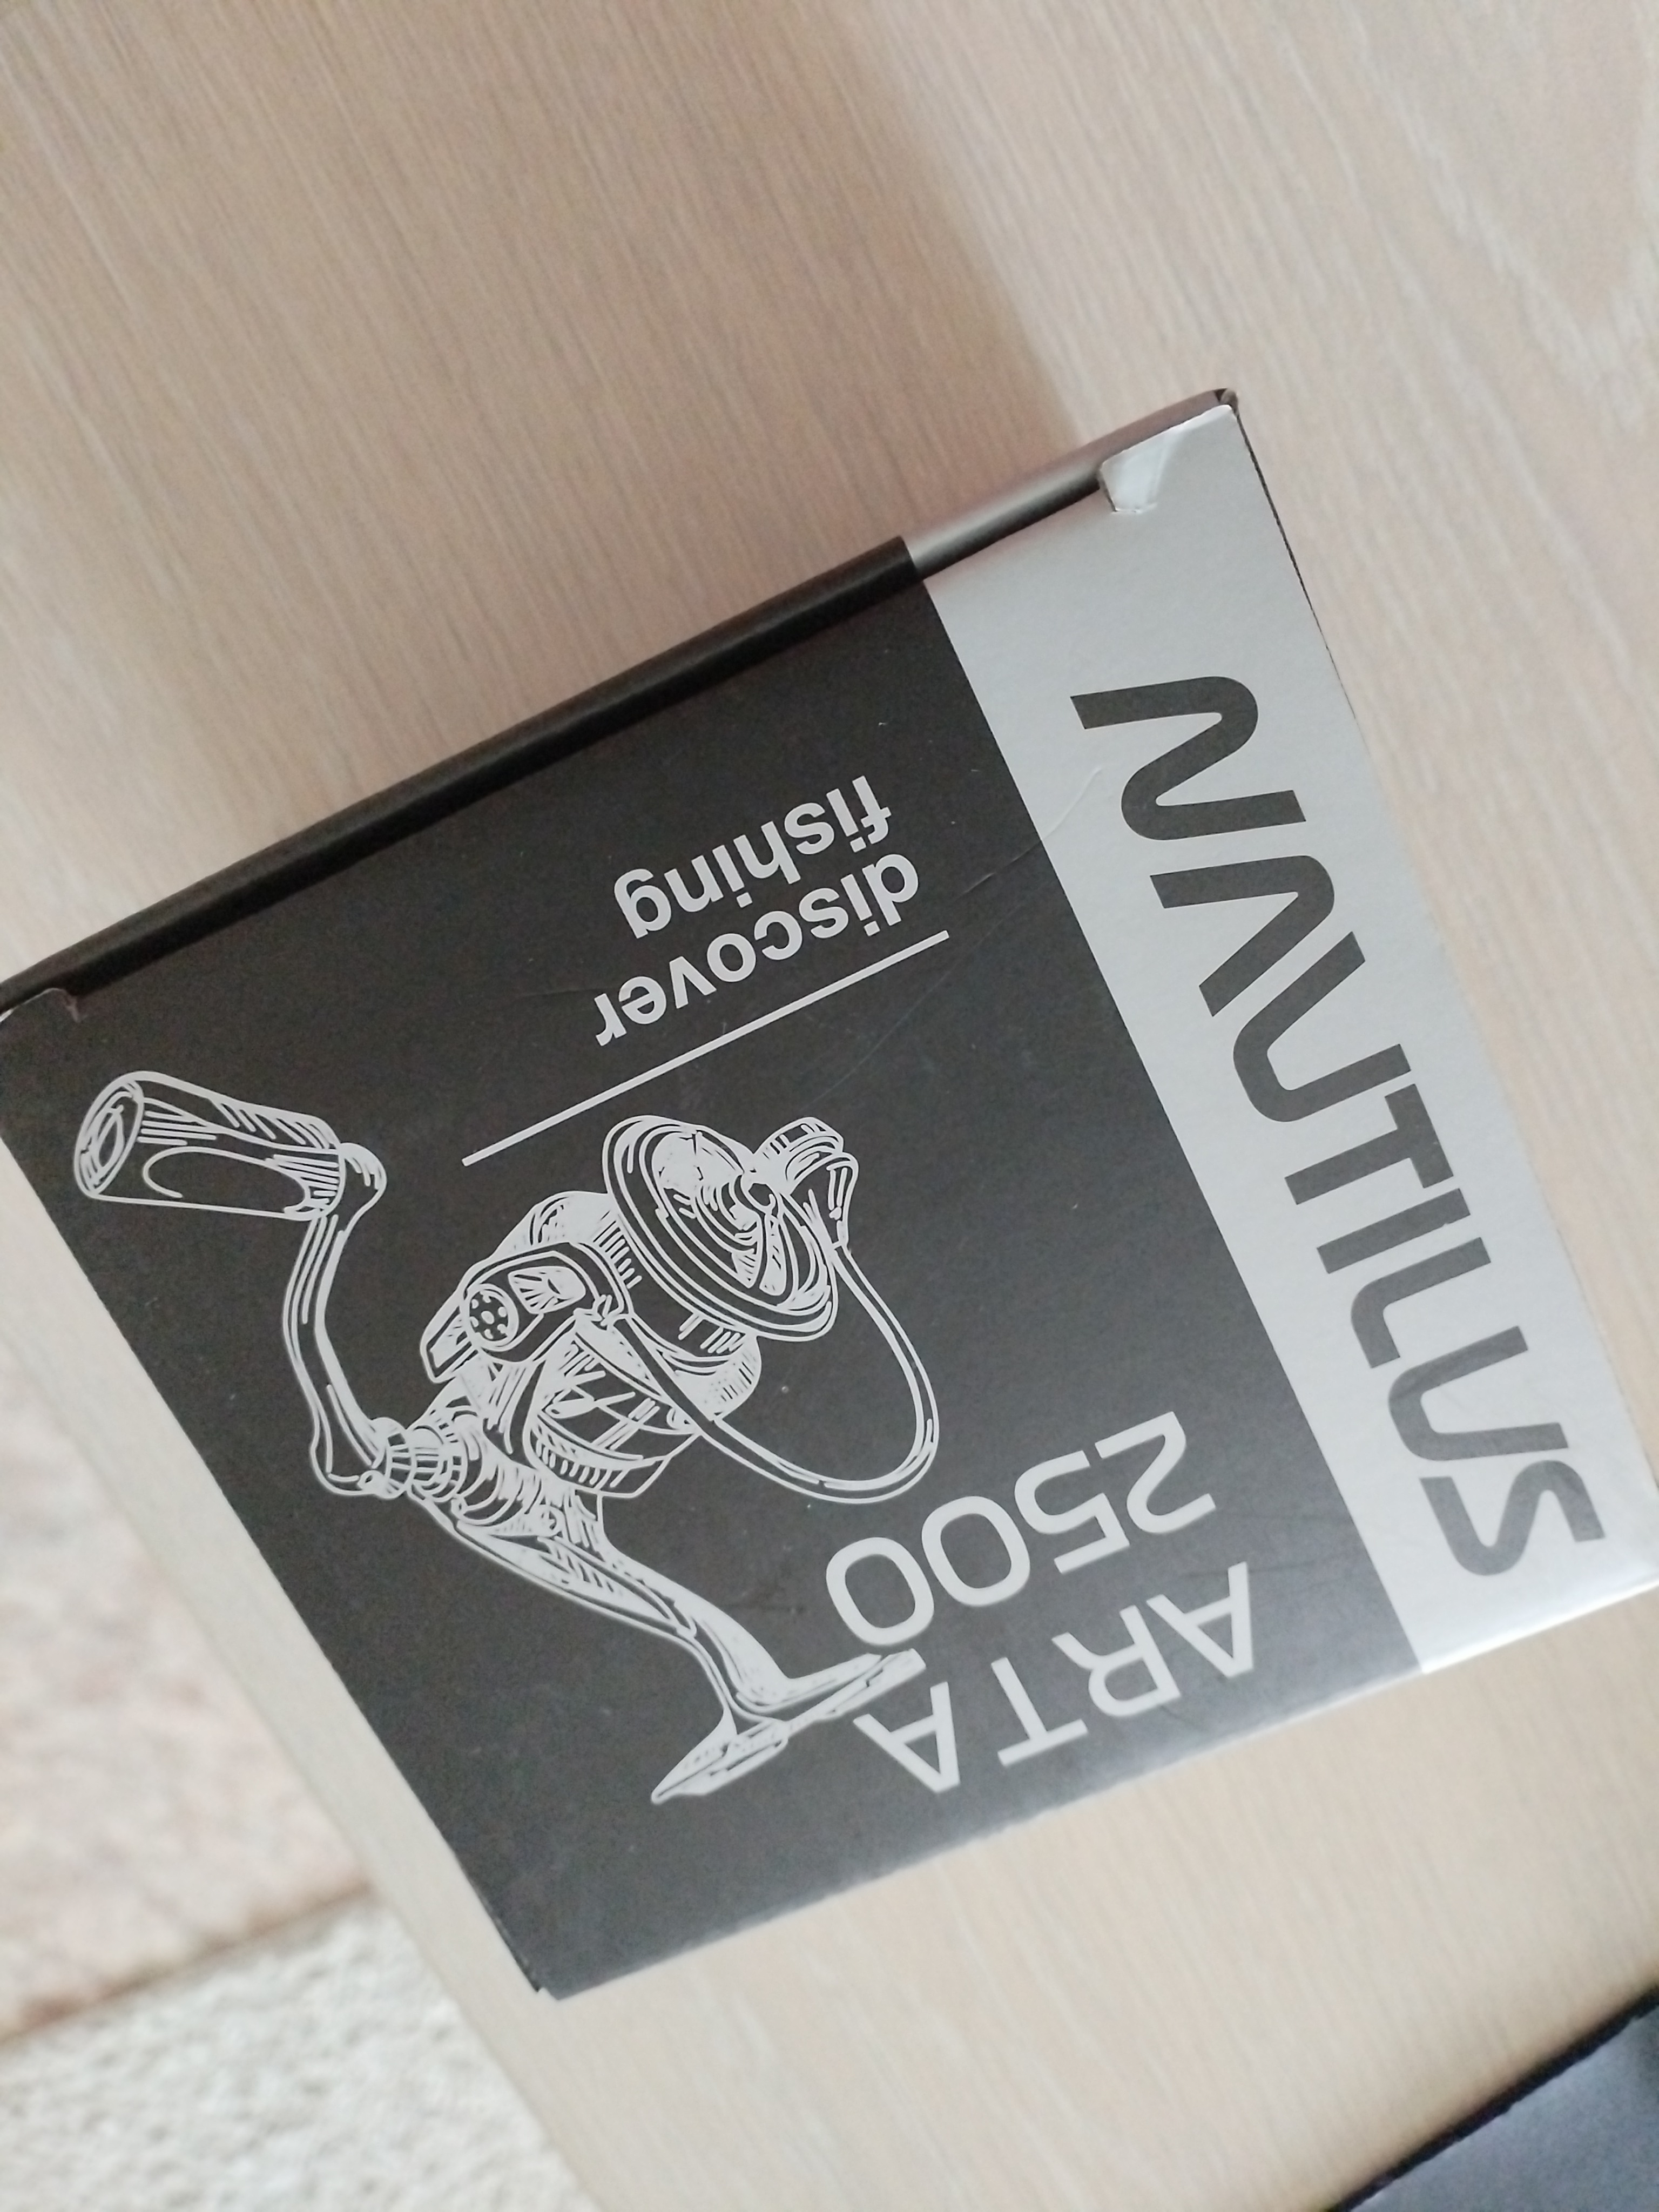 NAUTILUS
ARTA
2500
discover
fishing